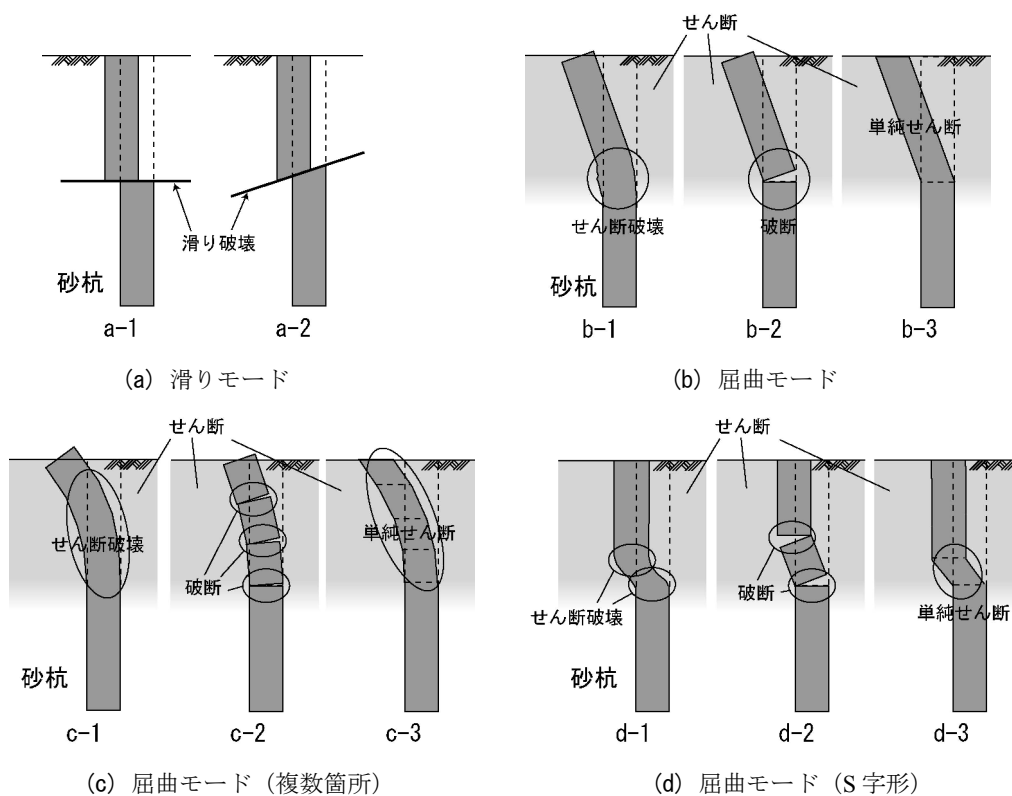 滑り破壊
砂杭
a-1
a-2
(a) 滑りモード
せん断
単純せん断
せん断破壊
破断
砂杭
b-1
b-2
b-3
(b) 屈曲モード
せん断
せん断破壊
単純せん断
破断
砂杭
c-1
c-2
c-3
(c) 屈曲モード（複数箇所）
せん断
せん断破壊
破断
単純せん断
砂杭
d-1
d-2
d-3
(d) 屈曲モード（S 字形）